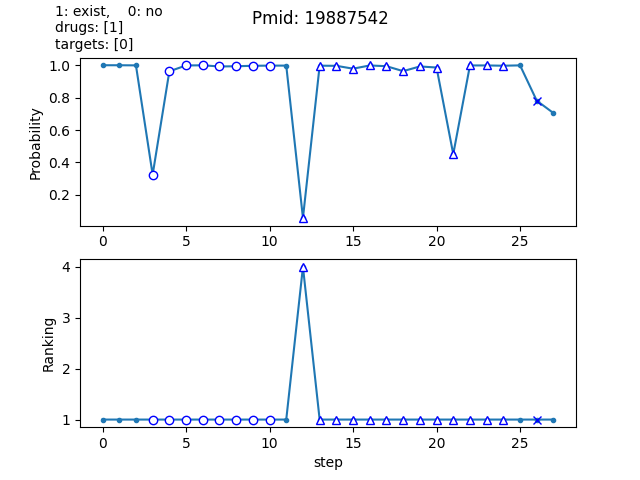 1: exist,    0: no
drugs: [1]
targets: [0]
Pmid: 19887542
Probability
1.0
0.8
0.6
0.4
0.2
0 5 10 15 20 25
Ranking
4
3
2
1
0 5 10 15 20 25
step